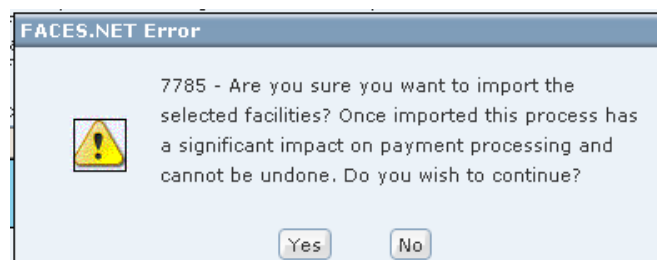 FACES.NET Error
7785 - Are you sure you want to import the
selected facilities? Once imported this process has
a significant impact on payment processing and
cannot be undone. Do you wish to continue?
Yes No